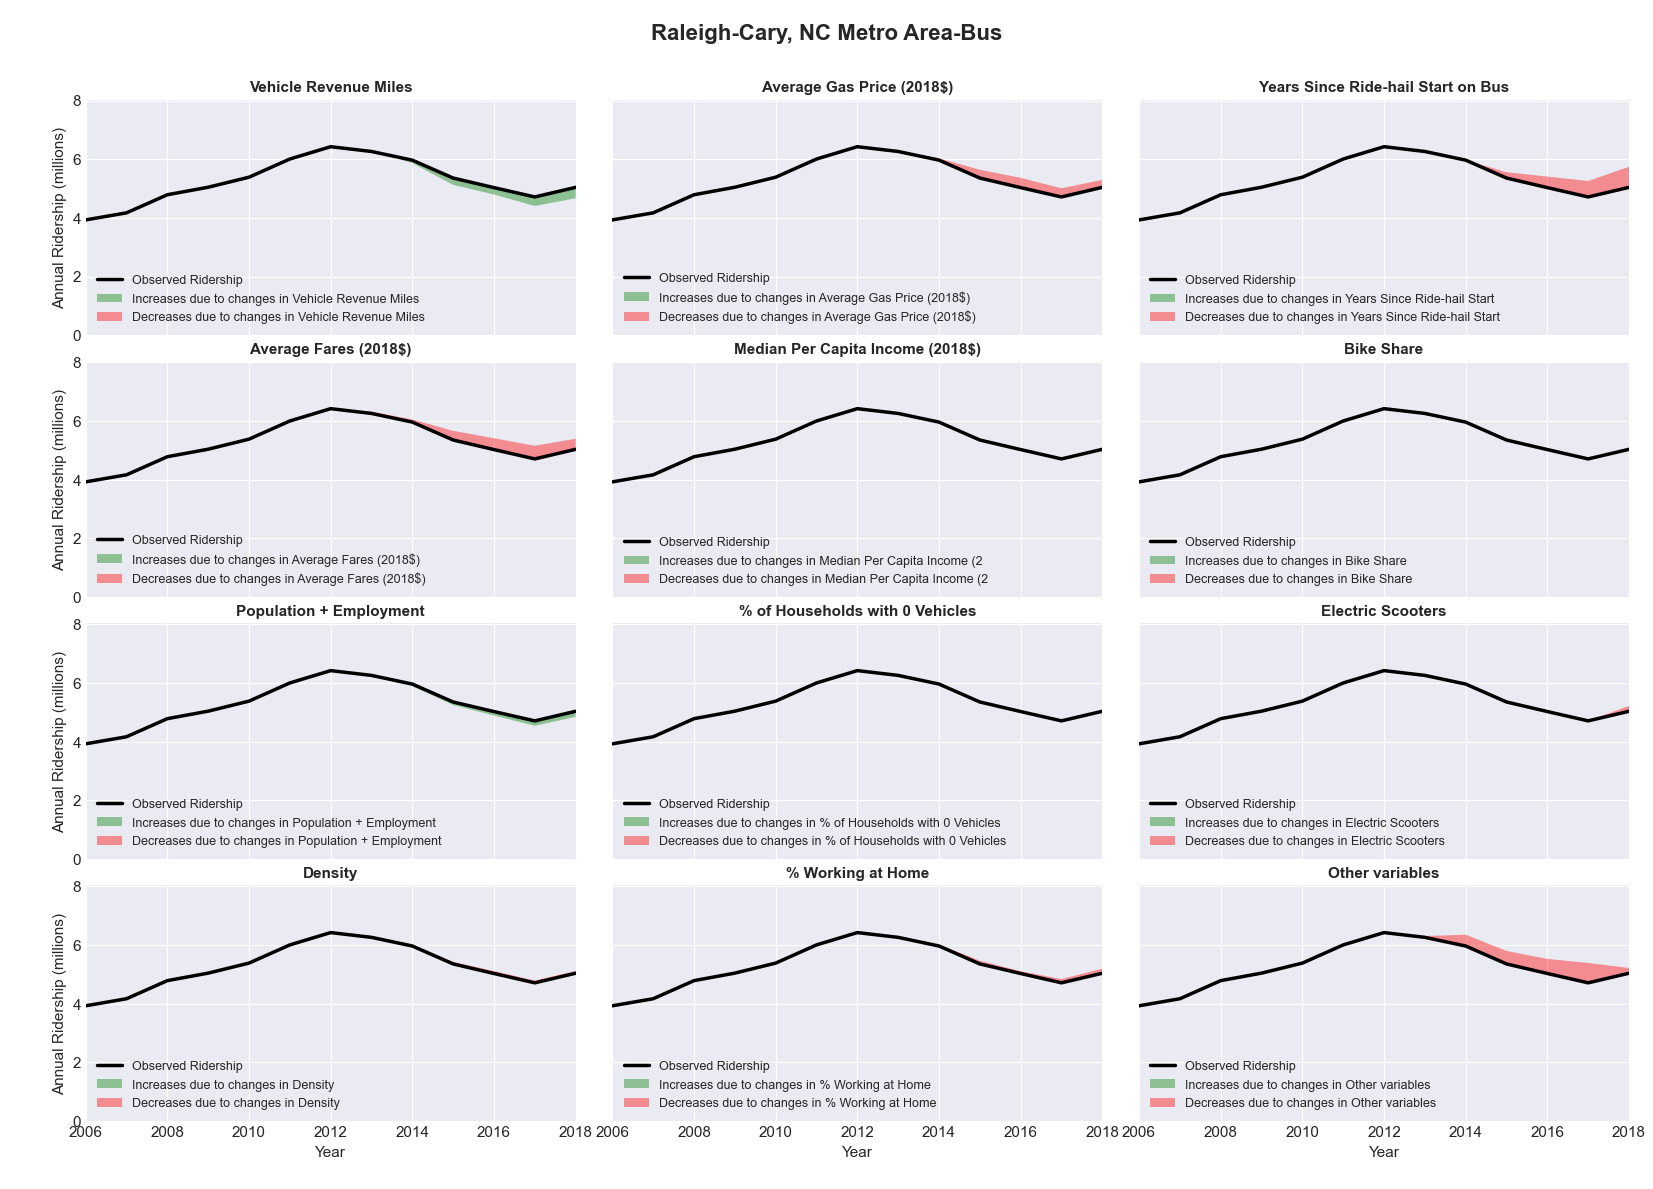 Raleigh-Cary, NC Metro Area-Bus
Vehicle Revenue Miles
Annual Ridership (millions)
8
6
4
2
0
Observed Ridership
Increases due to changes in Vehicle Revenue Miles
Decreases due to changes in Vehicle Revenue Miles
Average Gas Price (2018$)
Observed Ridership
Increases due to changes in Average Gas Price (2018$)
Decreases due to changes in Average Gas Price (2018$)
Years Since Ride-hail Start on Bus
Observed Ridership
Increases due to changes in Years Since Ride-hail Start
Decreases due to changes in Years Since Ride-hail Start
Average Fares (2018$)
Annual Ridership (millions)
8
6
4
2
0
Observed Ridership
Increases due to changes in Average Fares (2018$)
Decreases due to changes in Average Fares (2018$)
Median Per Capita Income (2018$)
Observed Ridership
Increases due to changes in Median Per Capita Income (2
Decreases due to changes in Median Per Capita Income (2
Bike Share
Observed Ridership
Increases due to changes in Bike Share
Decreases due to changes in Bike Share
Population + Employment
Annual Ridership (millions)
8
6
4
2
0
Observed Ridership
Increases due to changes in Population + Employment
Decreases due to changes in Population + Employment
% of Households with 0 Vehicles
Observed Ridership
Increases due to changes in % of Households with 0 Vehicles
Decreases due to changes in % of Households with 0 Vehicles
Electric Scooters
Observed Ridership
Increases due to changes in Electric Scooters
Decreases due to changes in Electric Scooters
Density
Annual Ridership (millions)
8
6
4
2
0
Observed Ridership
Increases due to changes in Density
Decreases due to changes in Density
2006 2008 2010 2012 2014 2016 2018
Year
% Working at Home
Observed Ridership
Increases due to changes in % Working at Home
Decreases due to changes in % Working at Home
2006 2008 2010 2012 2014 2016 2018
Year
Other variables
Observed Ridership
Increases due to changes in Other variables
Decreases due to changes in Other variables
2006 2008 2010 2012 2014 2016 2018
Year